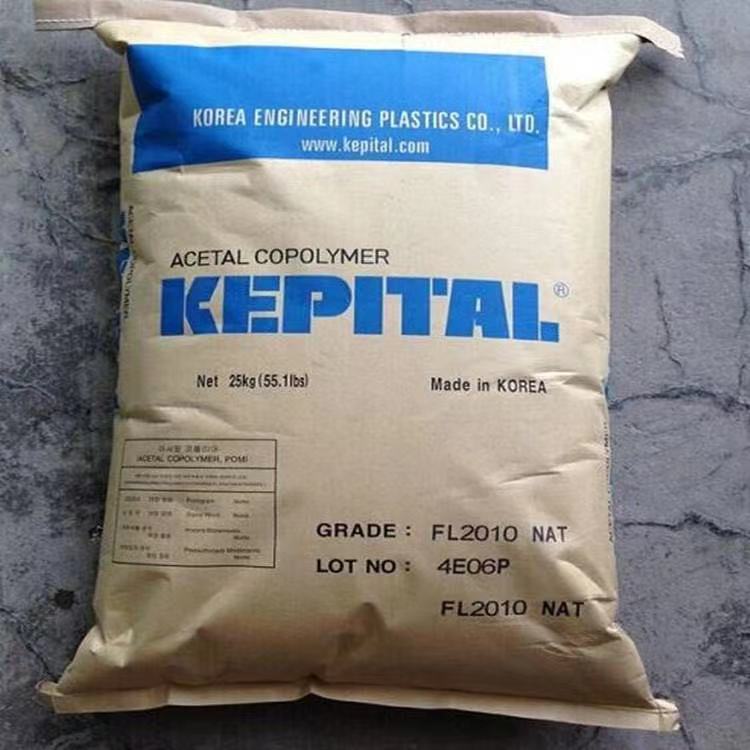 KOREA ENGINEERING PLASTICS CO., LTD.
www.kepital.com
ACETAL COPOLYMER
KEPITAL®
Net 25kg(55.1lbs)
Made in KOREA
(ACETAL COPOLYMER, POM)
GRADE : FL2010 NAT
LOT NO : 4E06P
FL2010 NAT